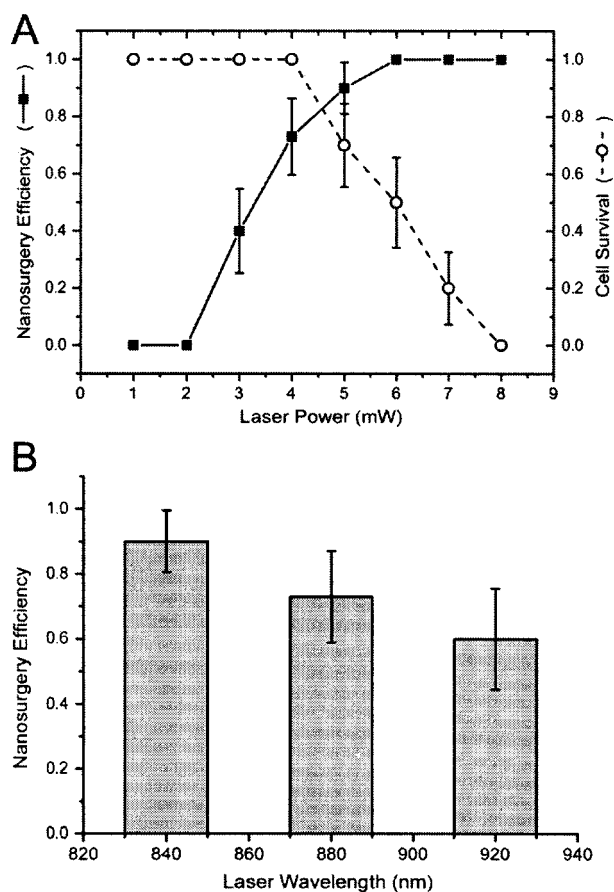 A
Nanosurgery Efficiency (—■—)
1.0
0.8
0.6
0.4
0.2
0.0
1.0
0.8
0.6
0.4
0.2
0.0
Cell Survival (--○--)
0 1 2 3 4 5 6 7 8 9
Laser Power (mW)
B
Nanosurgery Efficiency
1.0
0.8
0.6
0.4
0.2
0.0
820 840 860 880 900 920 940
Laser Wavelength (nm)